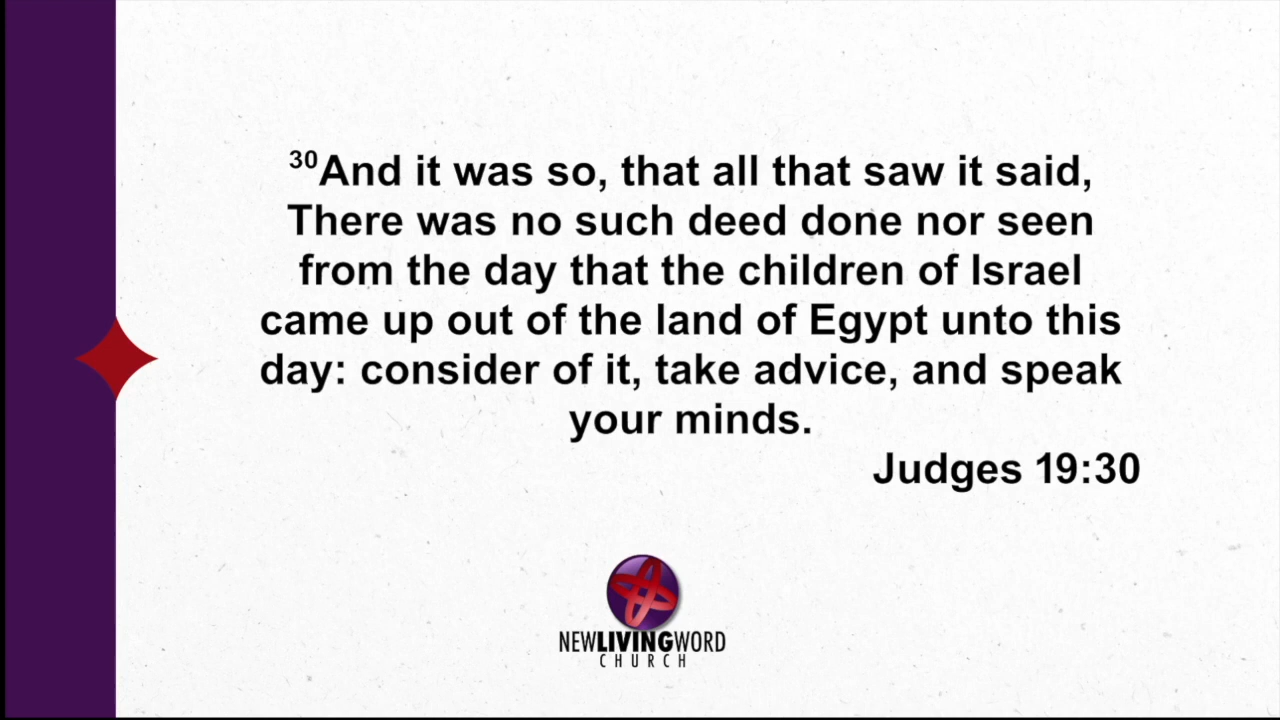 30And it was so, that all that saw it said,
There was no such deed done nor seen
from the day that the children of Israel
came up out of the land of Egypt unto this
day: consider of it, take advice, and speak
your minds.
Judges 19:30
NEWLIVINGWORD
CHURCH